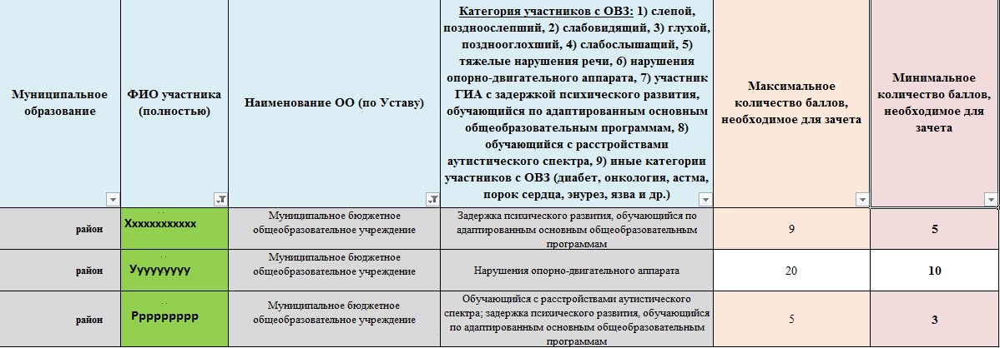 Муниципальное
образование
ФИО участника
(полностью)
Наименование ОО (по Уставу)
Категория участников с ОВЗ: 1) слепой,
поздноослепший, 2) слабовидящий, 3) глухой,
позднооглохший, 4) слабослышащий, 5)
тяжелые нарушения речи, 6) нарушения
опорно-двигательного аппарата, 7) участник
ГИА с задержкой психического развития,
обучающийся по адаптированным основным
общеобразовательным программам, 8)
обучающийся с расстройствами
аутистического спектра, 9) иные категории
участников с ОВЗ (диабет, онкология, астма,
порок сердца, энурез, язва и др.)
Максимальное
количество баллов,
необходимое для зачета
Минимальное
количество баллов,
необходимое для
зачета
район
Ххххххххххх
Муниципальное бюджетное
общеобразовательное учреждение
Задержка психического развития, обучающийся по
адаптированным основным общеобразовательным
программам
9
5
район
Ууууууууу
Муниципальное бюджетное
общеобразовательное учреждение
Нарушения опорно-двигательного аппарата
20
10
район
Ррррррррр
Муниципальное бюджетное
общеобразовательное учреждение
Обучающийся с расстройствами аутистического
спектра; задержка психического развития, обучающийся
по адаптированным основным общеобразовательным
программам
5
3